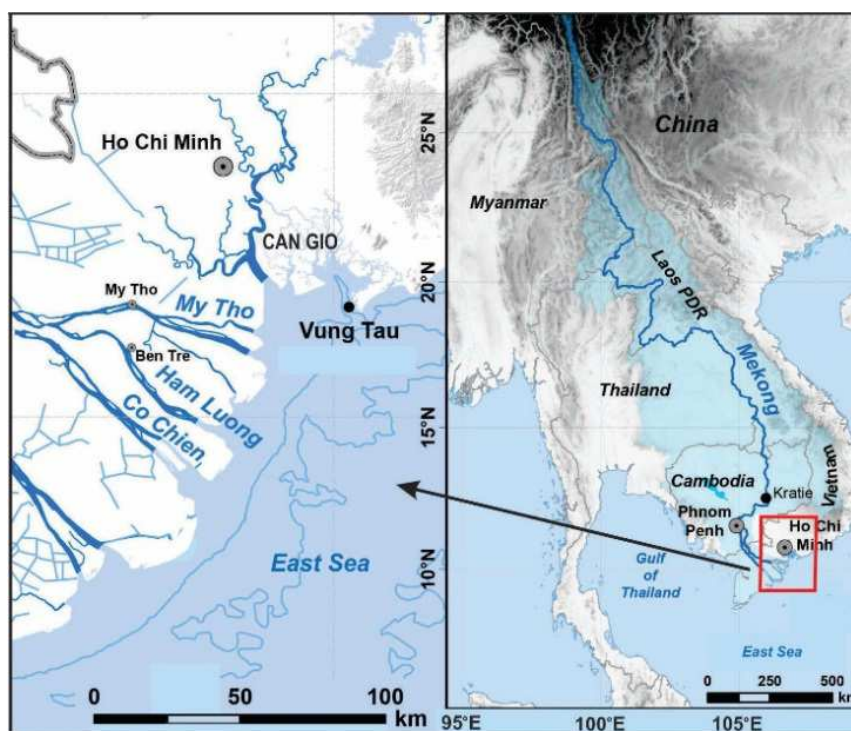 Ho Chi Minh
CAN GIO
My Tho
My Tho
Vung Tau
Ben Tre
Ham Luong
Co Chien
East Sea
0 50 100
km
25°N
20°N
15°N
10°N
China
Myanmar
Laos PDR
Mekong
Thailand
Vietnam
Cambodia
Kratie
Phnom
Penh
Ho Chi
Minh
Gulf
of
Thailand
East Sea
0 250 500
km
95°E 100°E 105°E